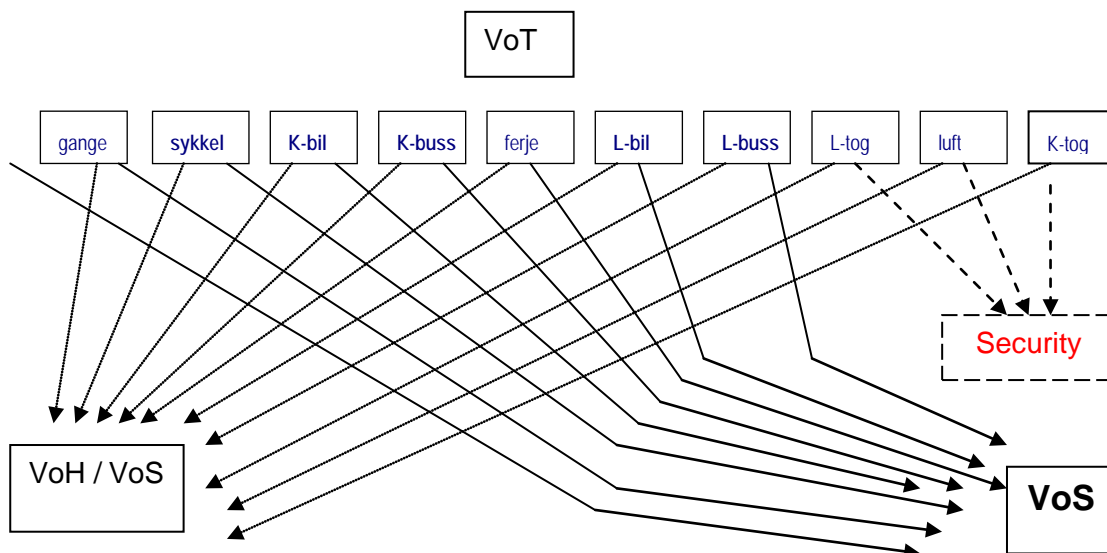 VoT
gange sykkel K-bil K-buss ferje L-bil L-buss L-tog luft K-tog
Security
VoH / VoS
VoS